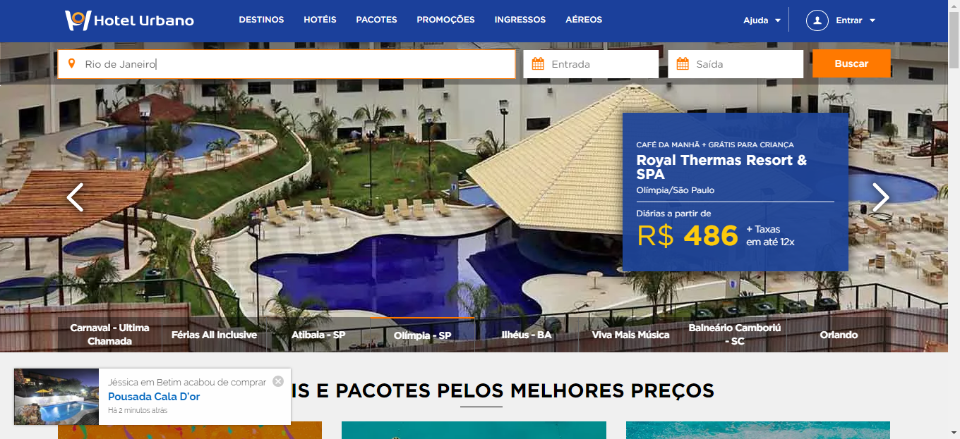 Hotel Urbano DESTINOS HOTÉIS PACOTES PROMOÇÕES INGRESSOS AÉREOS Ajuda Entrar
Rio de Janeiro Entrada Saída Buscar
CAFÉ DA MANHÃ + GRÁTIS PARA CRIANÇA
Royal Thermas Resort &
SPA
Olímpia/São Paulo
Diárias a partir de
R$ 486 + Taxas
em até 12x
Carnaval - Ultima
Chamada
Férias All Inclusive
Atibaia - SP
Olímpia - SP
Ilhéus - BA
Viva Mais Música
Balneário Camboriú
- SC
Orlando
IS E PACOTES PELOS MELHORES PREÇOS
Jéssica em Betim acabou de comprar
Pousada Cala D'or
Há 2 minutos atrás